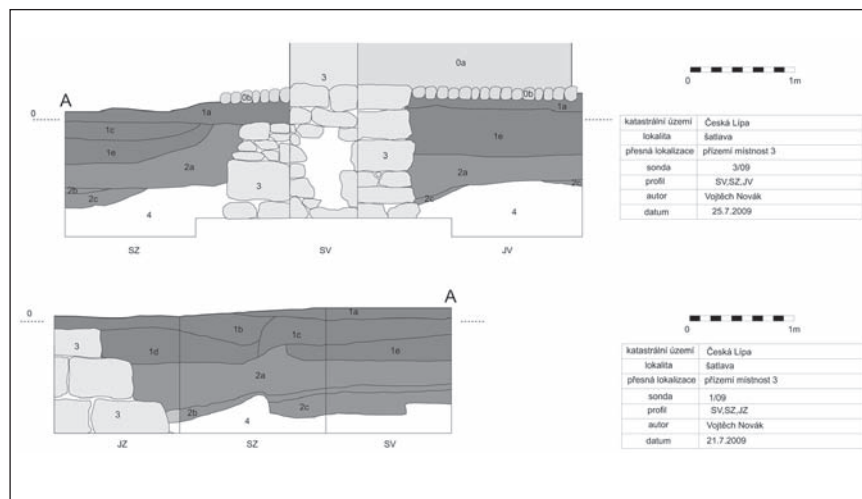 3
0a
A
0b
0b
0
1a
1a
0
1m
1c
1e
1e
2a
3
3
2a
2b
2c
2c
4
4
SZ
SV
JV
katastrální území Česká Lípa
lokalita šatlava
přesná lokalizace přízemí místnost 3
sonda 3/09
profil SV,SZ,JV
autor Vojtěch Novák
datum 25.7.2009
A
0
1a
0
1m
1b
1c
3
1d
1e
2a
3
2b
4
2c
JZ
SZ
SV
katastrální území Česká Lípa
lokalita šatlava
přesná lokalizace přízemí místnost 3
sonda 1/09
profil SV,SZ,JZ
autor Vojtěch Novák
datum 21.7.2009